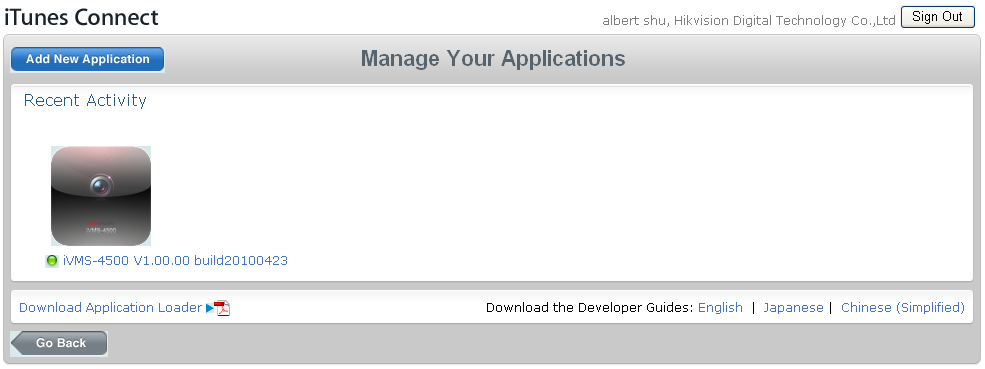 iTunes Connect
albert shu, Hikvision Digital Technology Co.,Ltd
Sign Out
Add New Application
Manage Your Applications
Recent Activity
iVMS-4500
iVMS-4500 V1.00.00 build20100423
Download Application Loader
Download the Developer Guides: English | Japanese | Chinese (Simplified)
Go Back